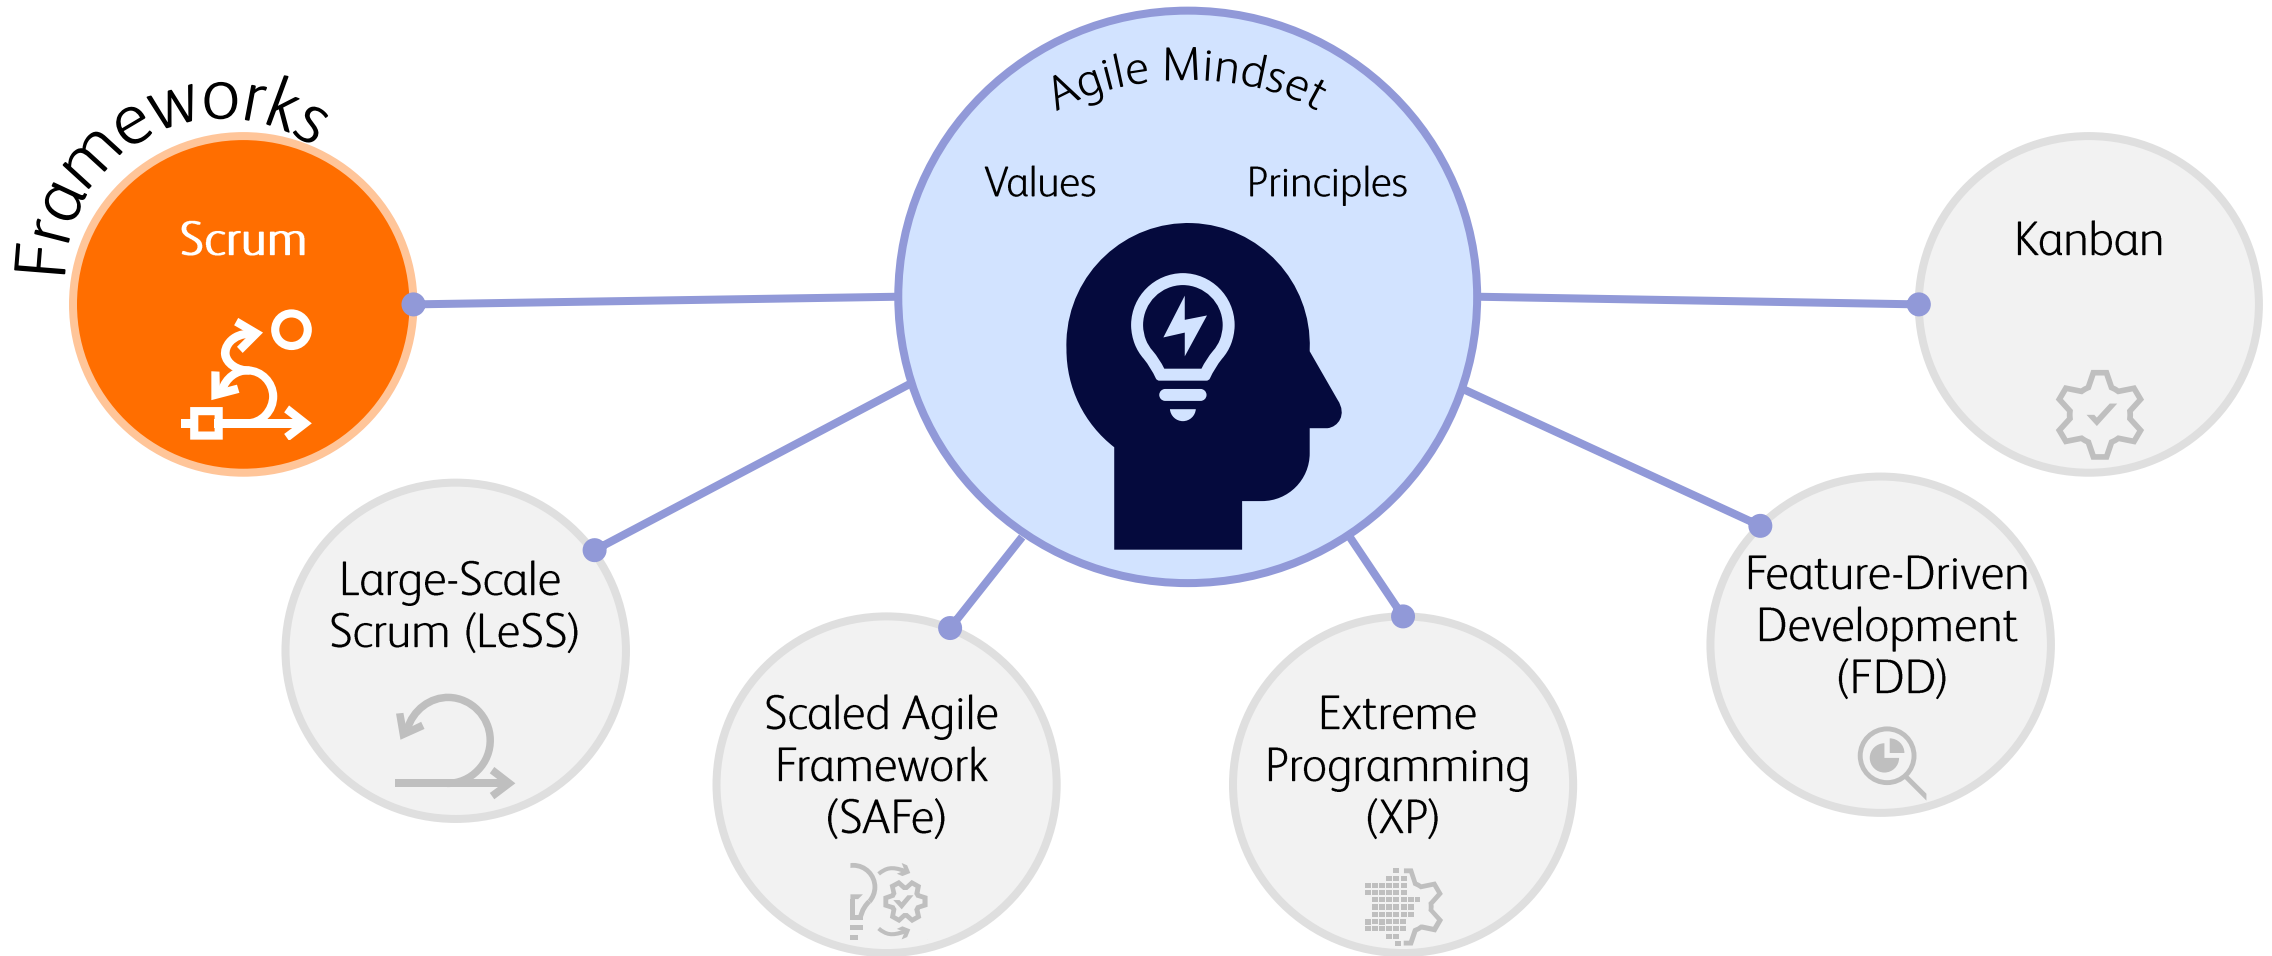 Frameworks
Scrum
Agile Mindset
Values
Principles
Kanban
Large-Scale
Scrum (LeSS)
Scaled Agile
Framework
(SAFe)
Extreme
Programming
(XP)
Feature-Driven
Development
(FDD)